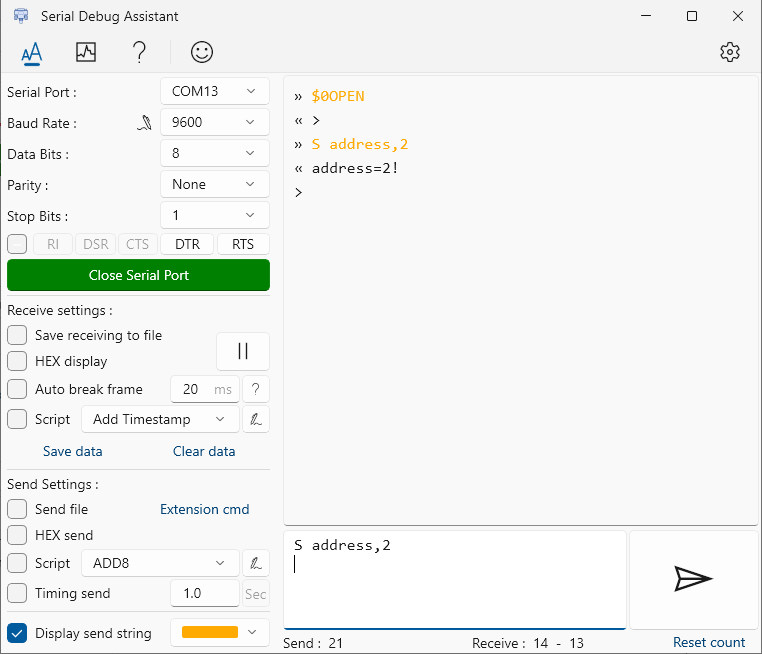 Serial Debug Assistant
Serial Port :
COM13
Baud Rate :
9600
Data Bits :
8
Parity :
None
Stop Bits :
1
RI DSR CTS DTR RTS
Close Serial Port
Receive settings :
Save receiving to file
HEX display
Auto break frame 20 ms ?
Script Add Timestamp
Save data Clear data
Send Settings :
Send file Extension cmd
HEX send
Script ADD8
Timing send 1.0 Sec
Display send string
» $0OPEN
« >
» S address,2
« address=2!
>
S address,2
Send : 21 Receive : 14 - 13 Reset count